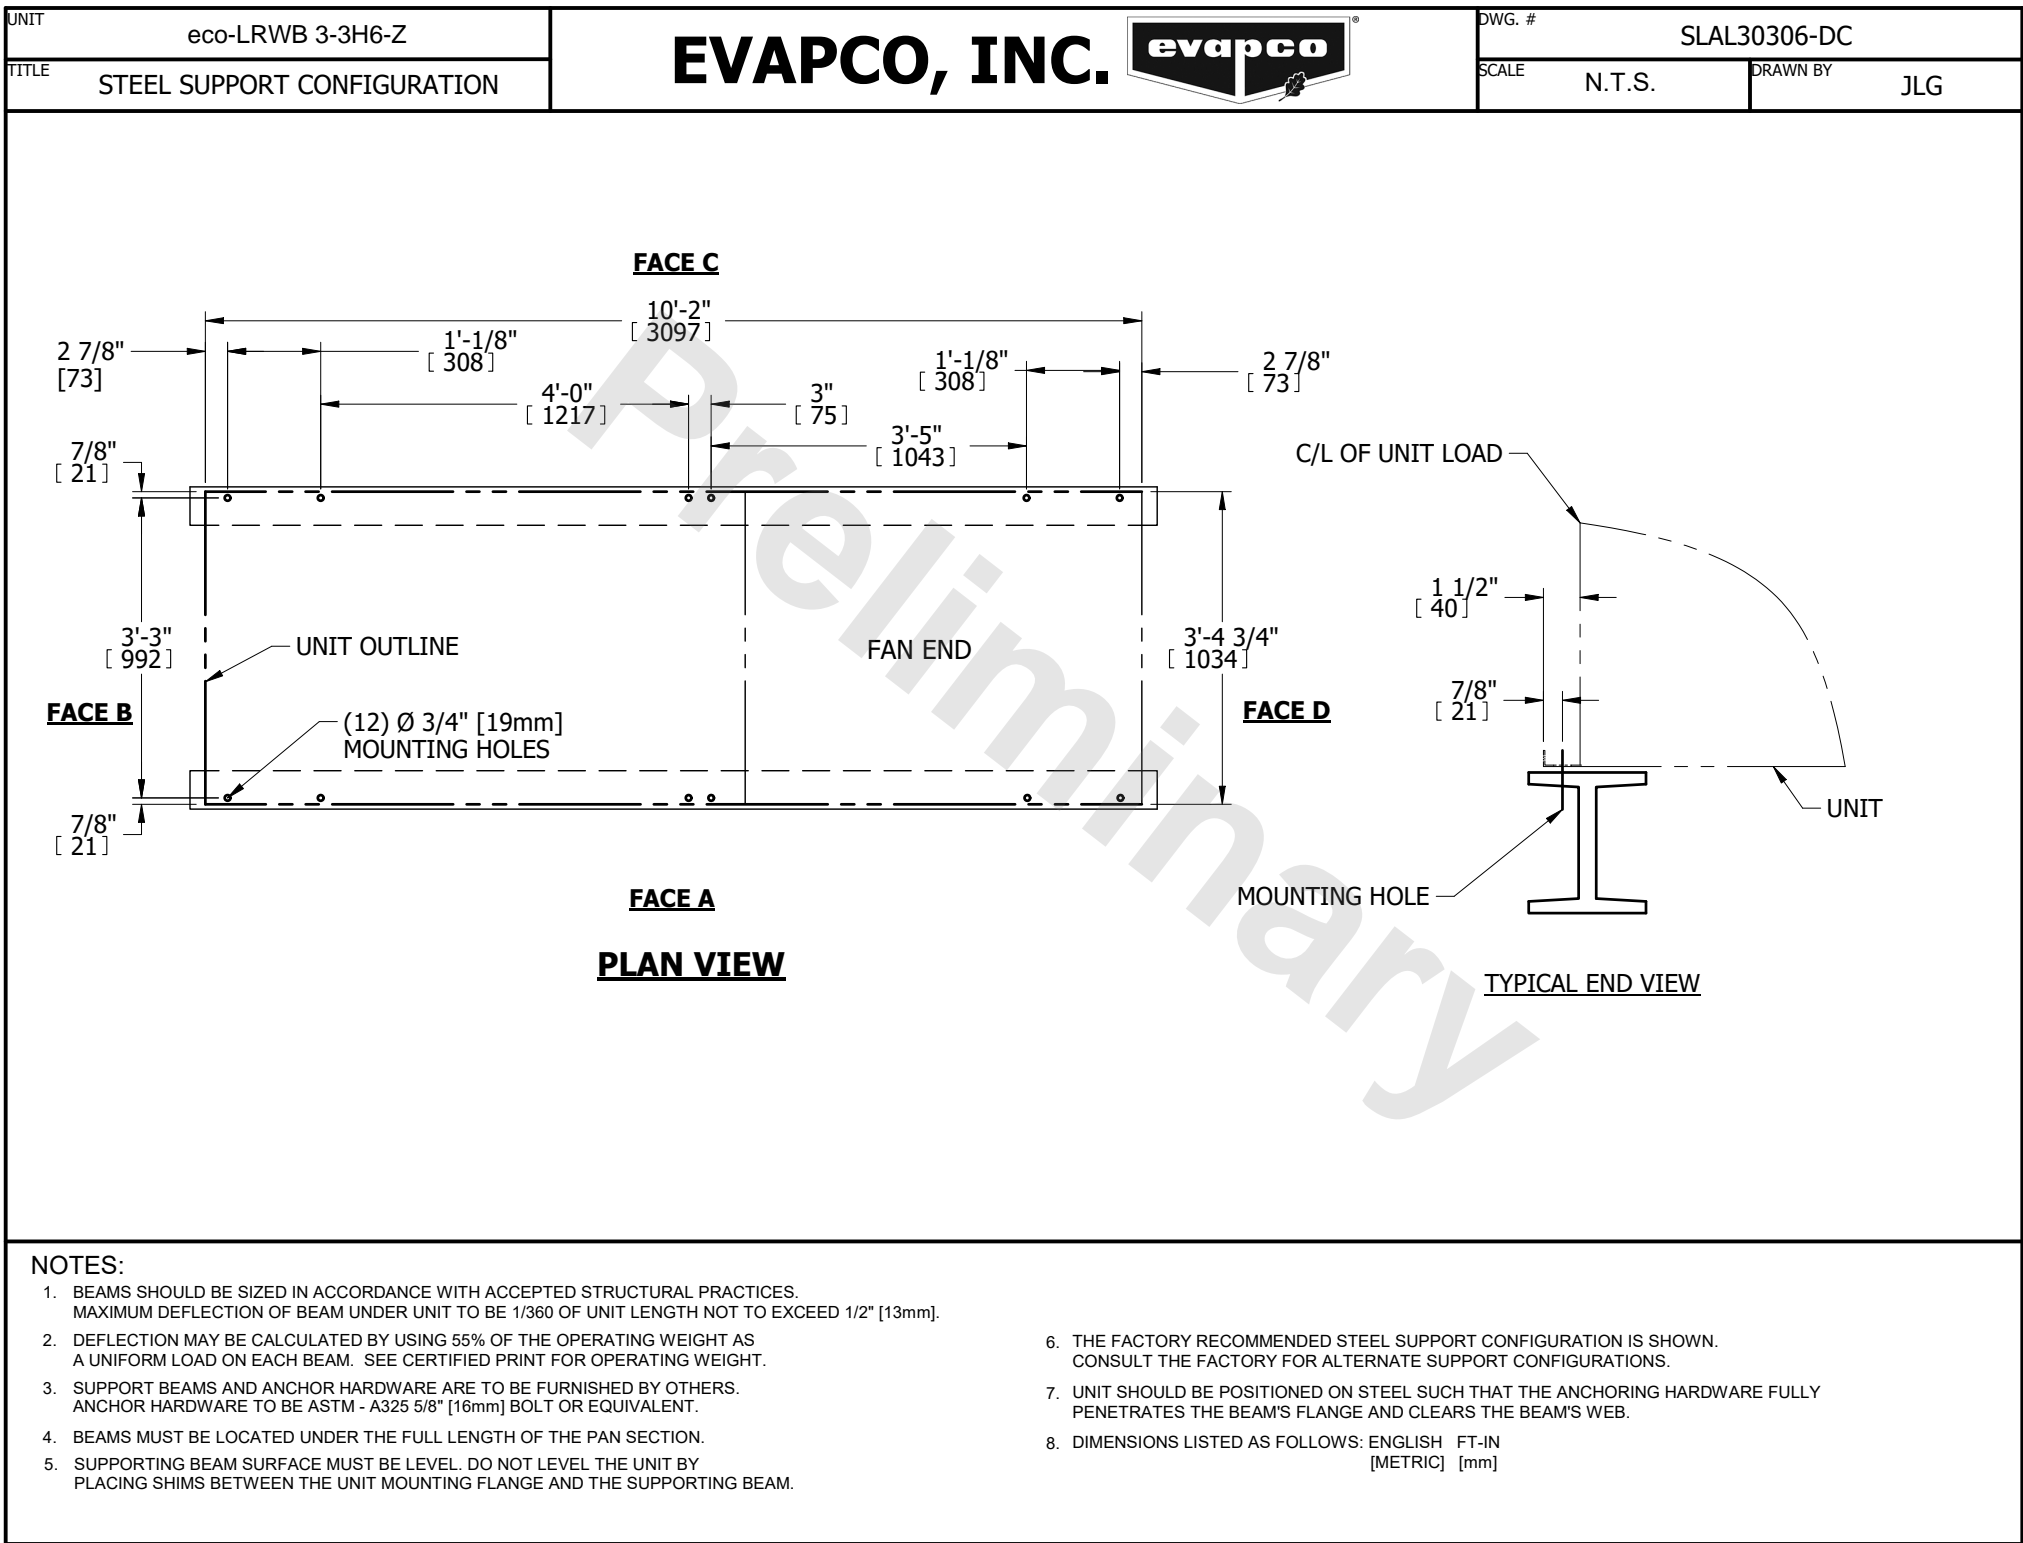 UNIT
eco-LRWB 3-3H6-Z
TITLE
STEEL SUPPORT CONFIGURATION
EVAPCO, INC.
evapco
®
DWG. #
SLAL30306-DC
SCALE
N.T.S.
DRAWN BY
JLG
FACE C
10'-2"
[ 3097]
2 7/8"
[73]
1'-1/8"
[ 308]
1'-1/8"
[ 308]
2 7/8"
[ 73]
4'-0"
[ 1217]
3"
[ 75]
3'-5"
[ 1043]
7/8"
[ 21]
C/L OF UNIT LOAD
1 1/2"
[ 40]
3'-3"
[ 992]
UNIT OUTLINE
FAN END
3'-4 3/4"
[ 1034]
7/8"
[ 21]
FACE B
FACE D
(12) Ø 3/4" [19mm]
MOUNTING HOLES
UNIT
7/8"
[ 21]
MOUNTING HOLE
FACE A
PLAN VIEW
TYPICAL END VIEW
Preliminary
NOTES:
1. BEAMS SHOULD BE SIZED IN ACCORDANCE WITH ACCEPTED STRUCTURAL PRACTICES.
MAXIMUM DEFLECTION OF BEAM UNDER UNIT TO BE 1/360 OF UNIT LENGTH NOT TO EXCEED 1/2" [13mm].
2. DEFLECTION MAY BE CALCULATED BY USING 55% OF THE OPERATING WEIGHT AS
A UNIFORM LOAD ON EACH BEAM. SEE CERTIFIED PRINT FOR OPERATING WEIGHT.
3. SUPPORT BEAMS AND ANCHOR HARDWARE ARE TO BE FURNISHED BY OTHERS.
ANCHOR HARDWARE TO BE ASTM - A325 5/8" [16mm] BOLT OR EQUIVALENT.
4. BEAMS MUST BE LOCATED UNDER THE FULL LENGTH OF THE PAN SECTION.
5. SUPPORTING BEAM SURFACE MUST BE LEVEL. DO NOT LEVEL THE UNIT BY
PLACING SHIMS BETWEEN THE UNIT MOUNTING FLANGE AND THE SUPPORTING BEAM.
6. THE FACTORY RECOMMENDED STEEL SUPPORT CONFIGURATION IS SHOWN.
CONSULT THE FACTORY FOR ALTERNATE SUPPORT CONFIGURATIONS.
7. UNIT SHOULD BE POSITIONED ON STEEL SUCH THAT THE ANCHORING HARDWARE FULLY
PENETRATES THE BEAM'S FLANGE AND CLEARS THE BEAM'S WEB.
8. DIMENSIONS LISTED AS FOLLOWS: ENGLISH FT-IN
[METRIC] [mm]